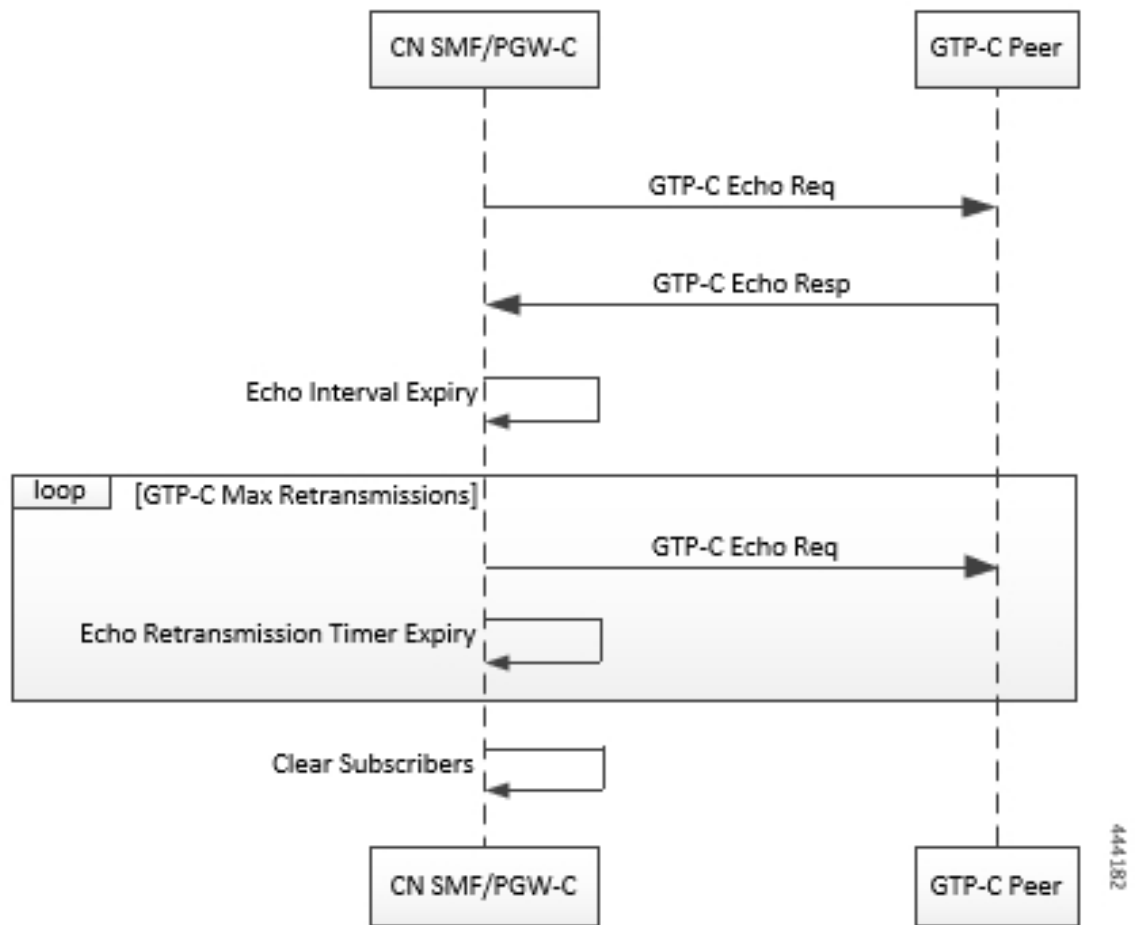 CN SMF/PGW-C
GTP-C Peer
GTP-C Echo Req
GTP-C Echo Resp
Echo Interval Expiry
loop
[GTP-C Max Retransmissions]
GTP-C Echo Req
Echo Retransmission Timer Expiry
Clear Subscribers
CN SMF/PGW-C
GTP-C Peer
444182